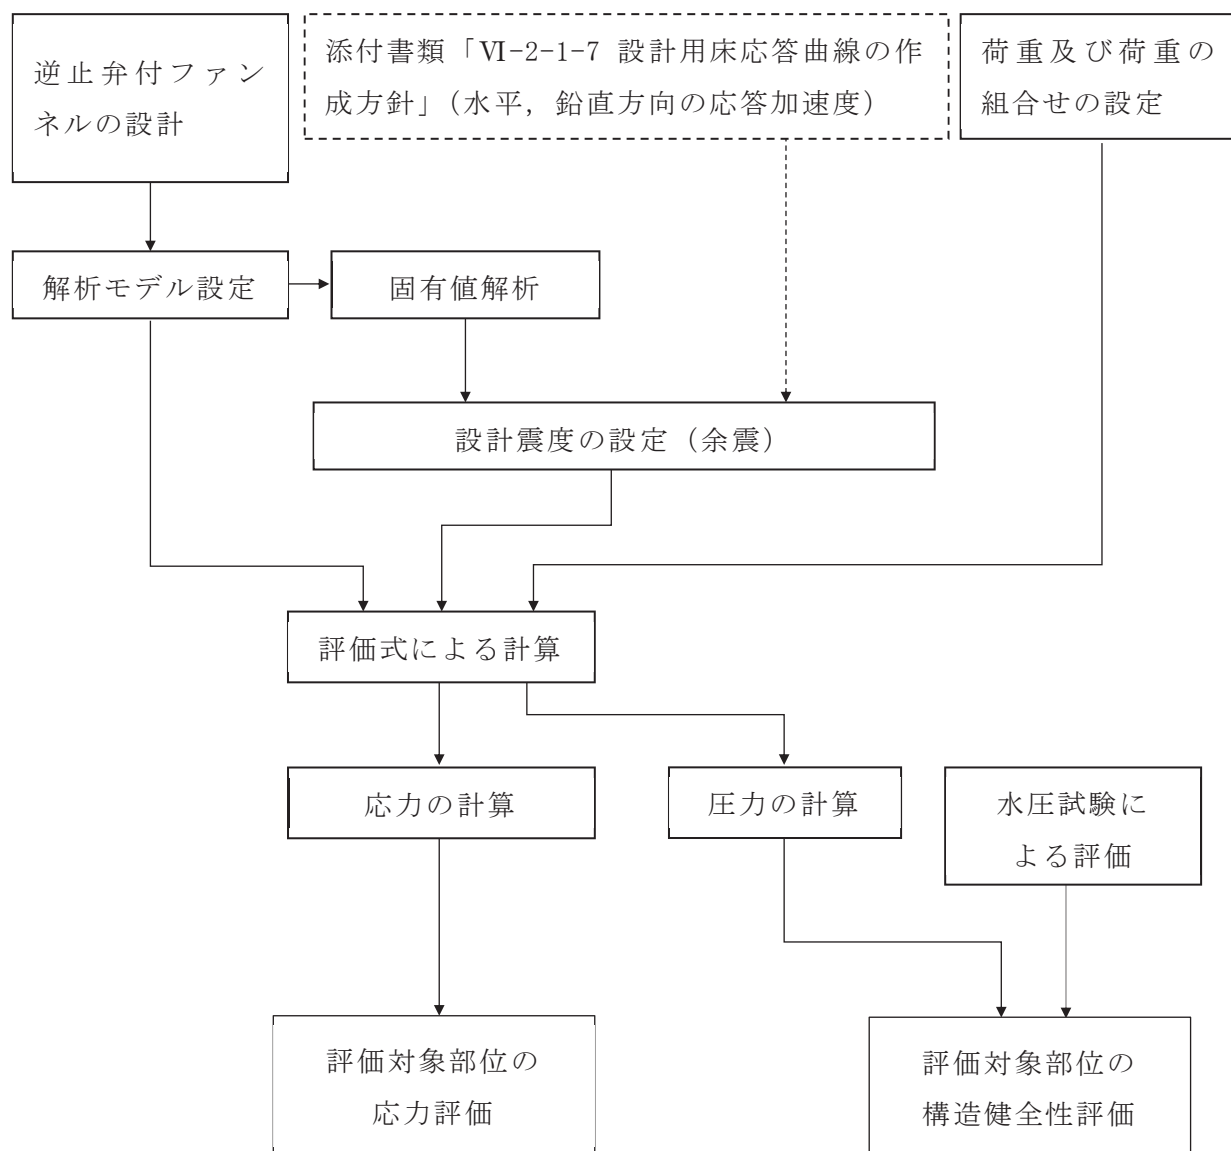 逆止弁付ファン
ネルの設計
添付書類「Ⅵ-2-1-7 設計用床応答曲線の作
成方針」(水平,鉛直方向の応答加速度)
荷重及び荷重の
組合せの設定
解析モデル設定
固有値解析
設計震度の設定(余震)
評価式による計算
応力の計算
圧力の計算
水圧試験に
よる評価
評価対象部位の
応力評価
評価対象部位の
構造健全性評価